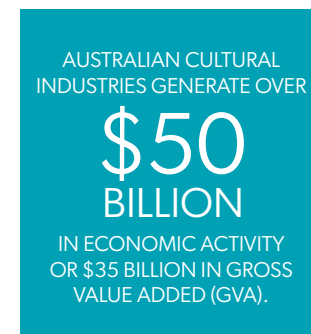 AUSTRALIAN CULTURAL
INDUSTRIES GENERATE OVER
$50
BILLION
IN ECONOMIC ACTIVITY
OR $35 BILLION IN GROSS
VALUE ADDED (GVA).